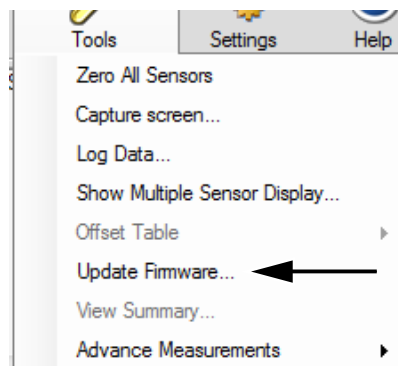 Tools Settings Help
Zero All Sensors
Capture screen...
Log Data...
Show Multiple Sensor Display...
Offset Table
Update Firmware...
View Summary...
Advance Measurements